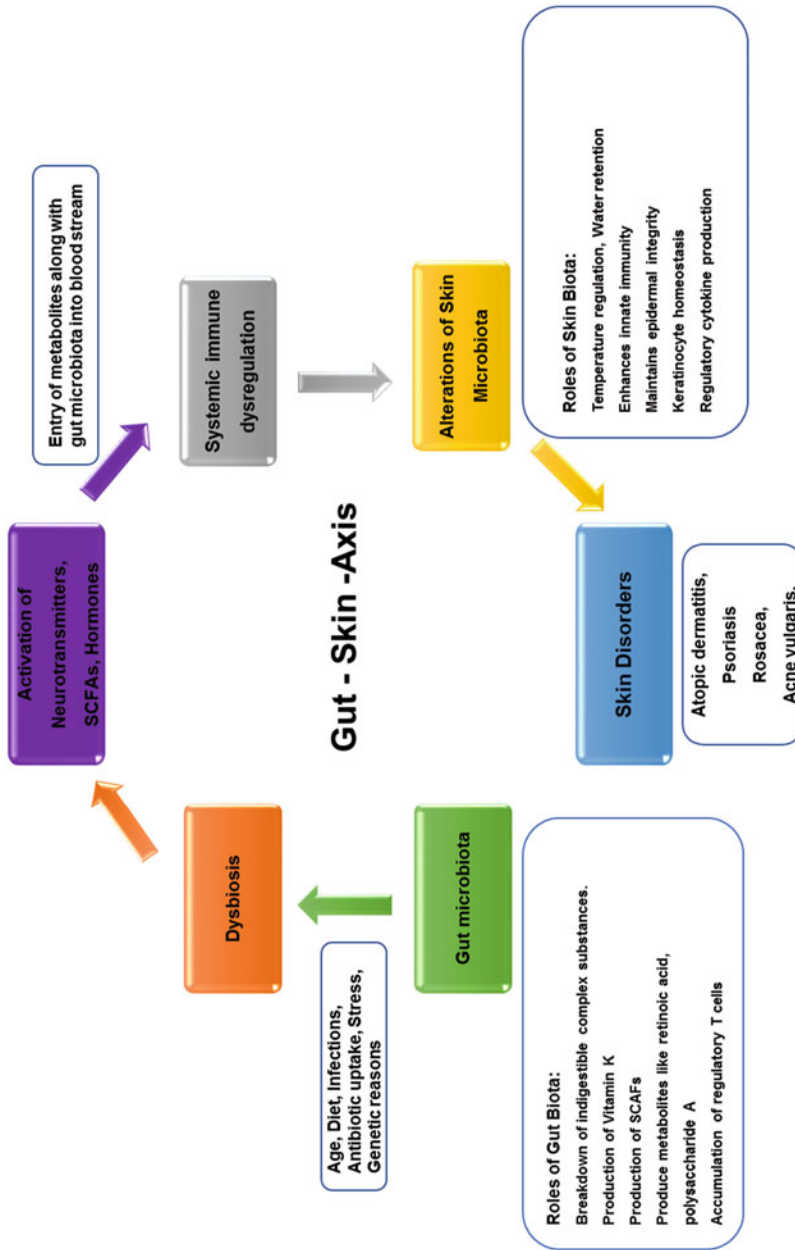 Activation of
Neurotransmitters,
SCFAs, Hormones
Entry of metabolites along with
gut microbiota into blood stream
Systemic immune
dysregulation
Dysbiosis
Age, Diet, Infections,
Antibiotic uptake, Stress,
Genetic reasons
Gut - Skin -Axis
Gut microbiota
Alterations of Skin
Microbiota
Roles of Gut Biota:
Breakdown of indigestible complex substances.
Production of Vitamin K
Production of SCAFs
Produce metabolites like retinoic acid,
polysaccharide A
Accumulation of regulatory T cells
Skin Disorders
Atopic dermatitis,
Psoriasis
Rosacea,
Acne vulgaris.
Roles of Skin Biota:
Temperature regulation, Water retention
Enhances innate immunity
Maintains epidermal integrity
Keratinocyte homeostasis
Regulatory cytokine production